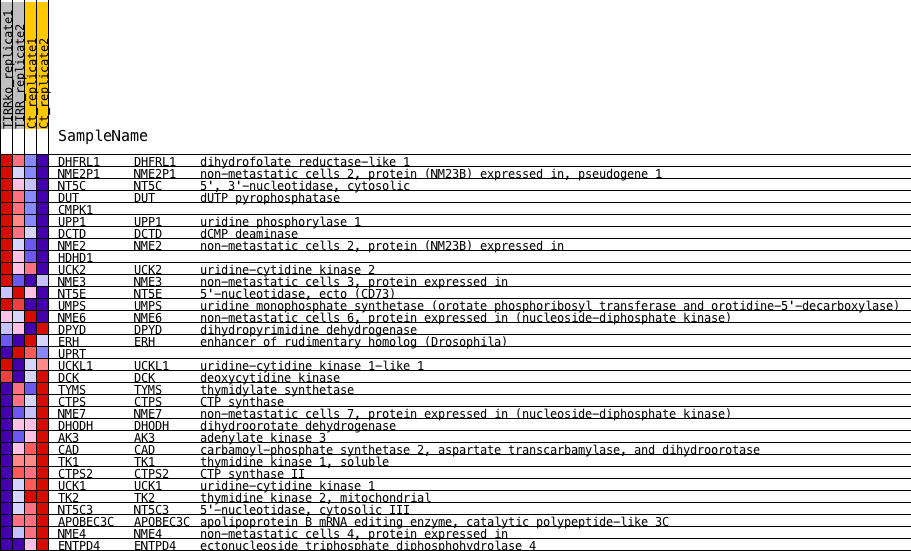 TIRRko_replicate1
TIRR_replicate2
Ct_replicate1
Ct_replicate2
SampleName
DHFRL1 DHFRL1 dihydrofolate reductase-like 1
NME2P1 NME2P1 non-metastatic cells 2, protein (NM23B) expressed in, pseudogene 1
NT5C NT5C 5', 3'-nucleotidase, cytosolic
DUT DUT dUTP pyrophosphatase
CMPK1
UPP1 UPP1 uridine phosphorylase 1
DCTD DCTD dCMP deaminase
NME2 NME2 non-metastatic cells 2, protein (NM23B) expressed in
HDHD1
UCK2 UCK2 uridine-cytidine kinase 2
NME3 NME3 non-metastatic cells 3, protein expressed in
NT5E NT5E 5'-nucleotidase, ecto (CD73)
UMPS UMPS uridine monophosphate synthetase (orotate phosphoribosyl transferase and orotidine-5'-decarboxylase)
NME6 NME6 non-metastatic cells 6, protein expressed in (nucleoside-diphosphate kinase)
DPYD DPYD dihydropyrimidine dehydrogenase
ERH ERH enhancer of rudimentary homolog (Drosophila)
UPRT
UCKL1 UCKL1 uridine-cytidine kinase 1-like 1
DCK DCK deoxycytidine kinase
TYMS TYMS thymidylate synthetase
CTPS CTPS CTP synthase
NME7 NME7 non-metastatic cells 7, protein expressed in (nucleoside-diphosphate kinase)
DHODH DHODH dihydroorotate dehydrogenase
AK3 AK3 adenylate kinase 3
CAD CAD carbamoyl-phosphate synthetase 2, aspartate transcarbamylase, and dihydroorotase
TK1 TK1 thymidine kinase 1, soluble
CTPS2 CTPS2 CTP synthase II
UCK1 UCK1 uridine-cytidine kinase 1
TK2 TK2 thymidine kinase 2, mitochondrial
NT5C3 NT5C3 5'-nucleotidase, cytosolic III
APOBEC3C APOBEC3C apolipoprotein B mRNA editing enzyme, catalytic polypeptide-like 3C
NME4 NME4 non-metastatic cells 4, protein expressed in
ENTPD4 ENTPD4 ectonucleoside triphosphate diphosphohydrolase 4